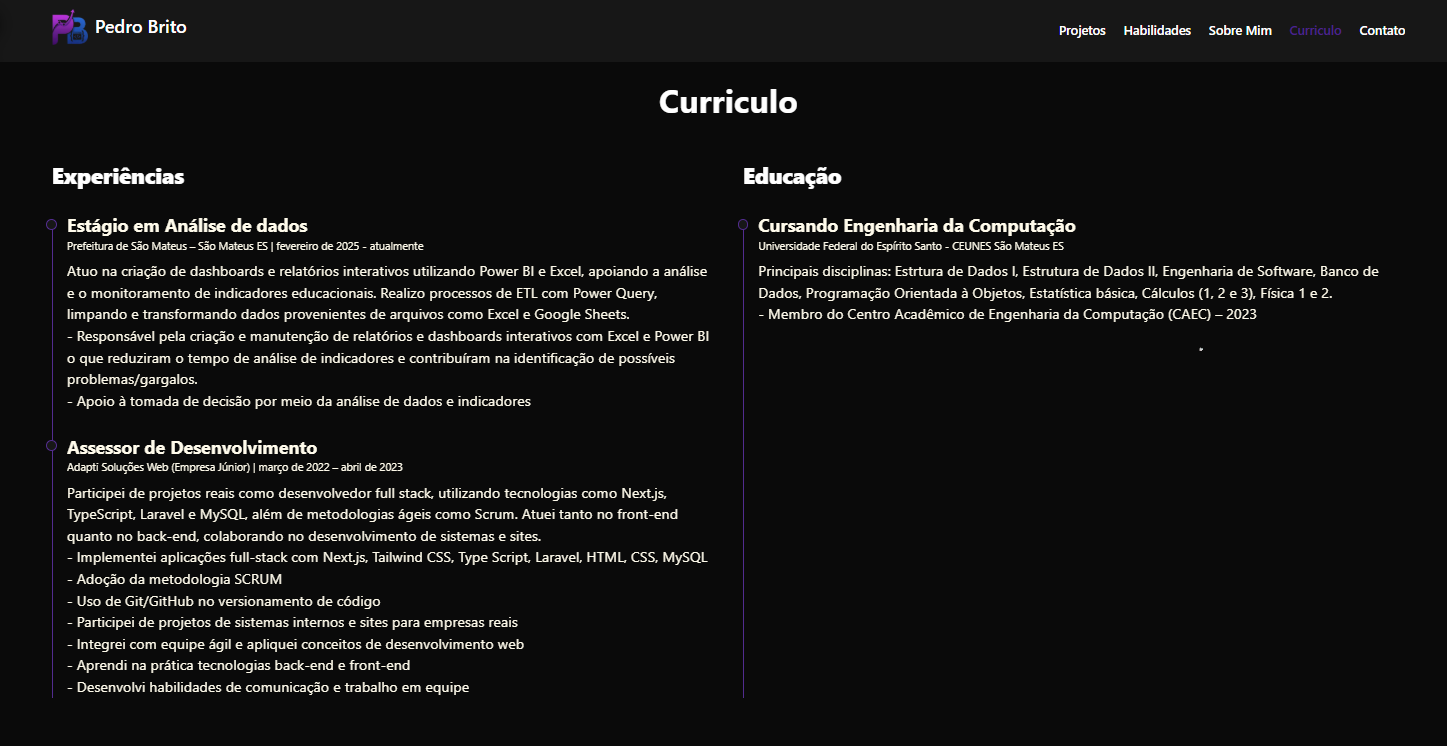 PB Pedro Brito
Projetos Habilidades Sobre Mim Curriculo Contato
Curriculo
Experiências
Estágio em Análise de dados
Prefeitura de São Mateus – São Mateus ES | fevereiro de 2025 - atualmente
Atuo na criação de dashboards e relatórios interativos utilizando Power BI e Excel, apoiando a análise
e o monitoramento de indicadores educacionais. Realizo processos de ETL com Power Query,
limpando e transformando dados provenientes de arquivos como Excel e Google Sheets.
- Responsável pela criação e manutenção de relatórios e dashboards interativos com Excel e Power BI
o que reduziram o tempo de análise de indicadores e contribuíram na identificação de possíveis
problemas/gargalos.
- Apoio à tomada de decisão por meio da análise de dados e indicadores
Assessor de Desenvolvimento
Adapti Soluções Web (Empresa Júnior) | março de 2022 – abril de 2023
Participei de projetos reais como desenvolvedor full stack, utilizando tecnologias como Next.js,
TypeScript, Laravel e MySQL, além de metodologias ágeis como Scrum. Atuei tanto no front-end
quanto no back-end, colaborando no desenvolvimento de sistemas e sites.
- Implementei aplicações full-stack com Next.js, Tailwind CSS, Type Script, Laravel, HTML, CSS, MySQL
- Adoção da metodologia SCRUM
- Uso de Git/GitHub no versionamento de código
- Participei de projetos de sistemas internos e sites para empresas reais
- Integrei com equipe ágil e apliquei conceitos de desenvolvimento web
- Aprendi na prática tecnologias back-end e front-end
- Desenvolvi habilidades de comunicação e trabalho em equipe
Educação
Cursando Engenharia da Computação
Universidade Federal do Espírito Santo - CEUNES São Mateus ES
Principais disciplinas: Estrtura de Dados I, Estrutura de Dados II, Engenharia de Software, Banco de
Dados, Programação Orientada à Objetos, Estatística básica, Cálculos (1, 2 e 3), Física 1 e 2.
- Membro do Centro Acadêmico de Engenharia da Computação (CAEC) – 2023